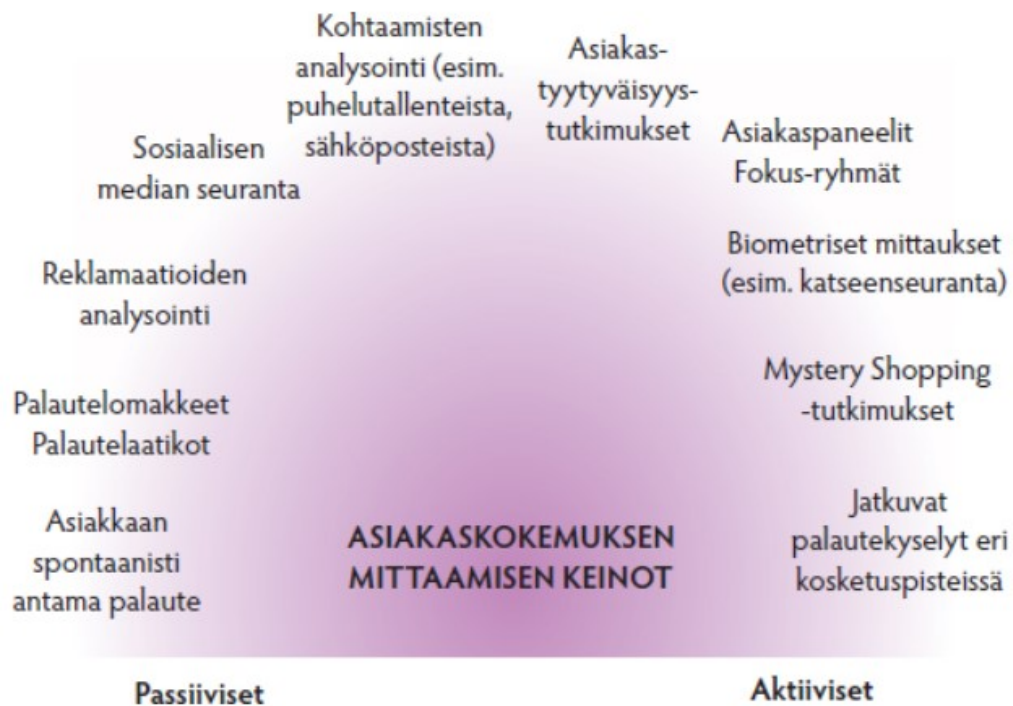 Kohtaamisten
analysointi (esim.
puhelutallenteista,
sähköposteista)
Asiakas-
tyytyväisyys-
tutkimukset
Sosiaalisen
median seuranta
Asiakaspaneelit
Fokus-ryhmät
Reklamaatioiden
analysointi
Biometriset mittaukset
(esim. katseenseuranta)
Palautelomakkeet
Palautelaatikot
Mystery Shopping
-tutkimukset
Asiakkaan
spontaanisti
antama palaute
ASIAKASKOKEMUKSEN
MITTAAMISEN KEINOT
Jatkuvat
palautekyselyt eri
kosketuspisteissä
Passiiviset
Aktiiviset